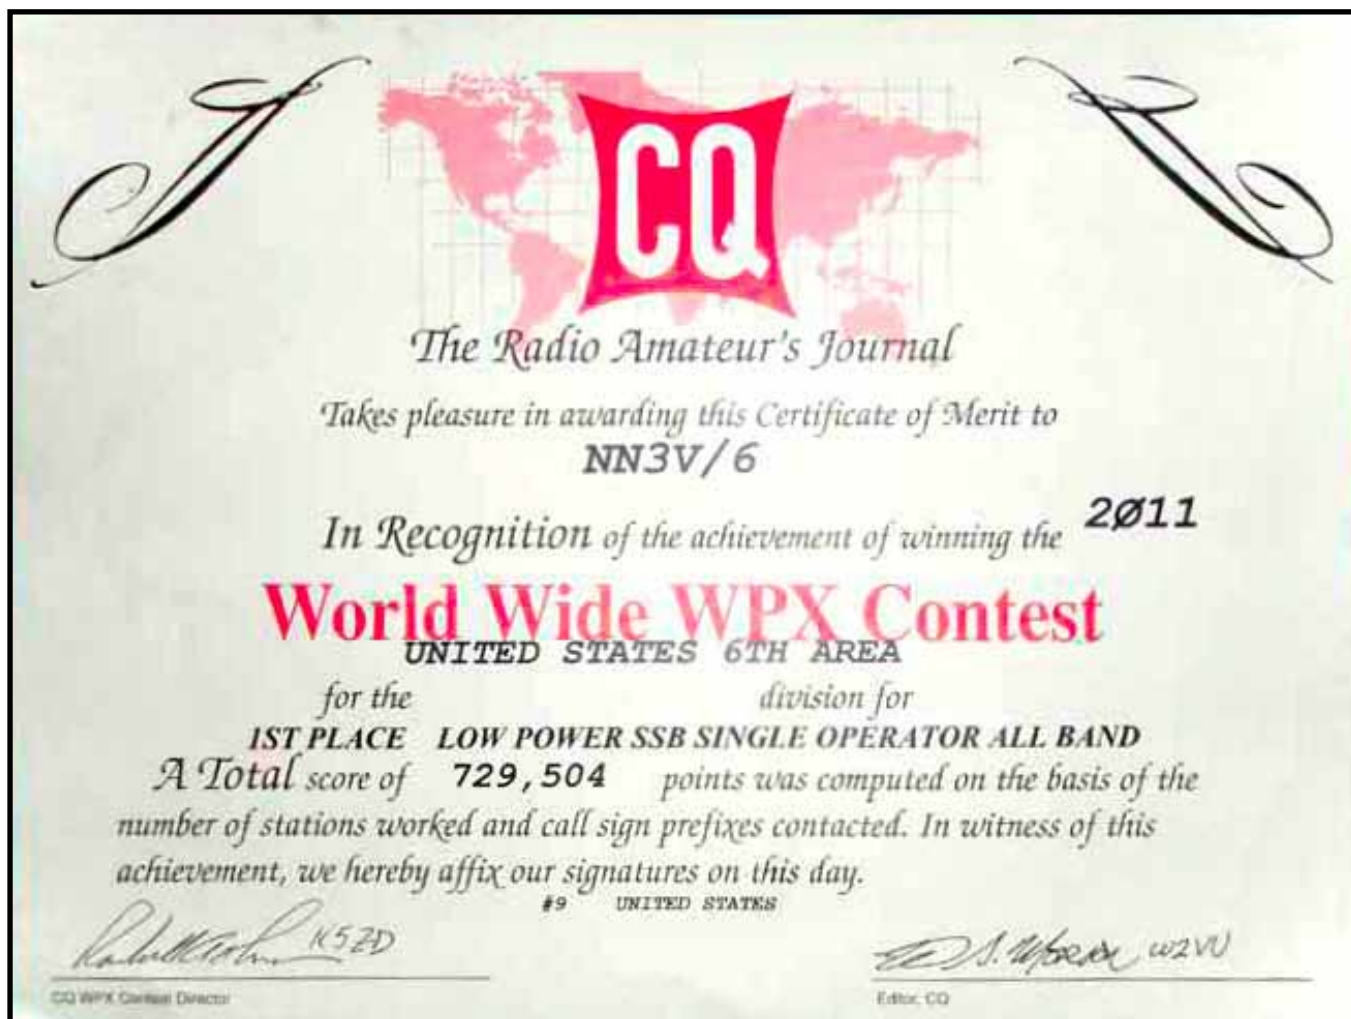 CQ
The Radio Amateur's Journal
Takes pleasure in awarding this Certificate of Merit to
NN3V/6
In Recognition of the achievement of winning the 2Ø11
World Wide WPX Contest
UNITED STATES 6TH AREA
for the division for
1ST PLACE LOW POWER SSB SINGLE OPERATOR ALL BAND
A Total score of 729,504 points was computed on the basis of the
number of stations worked and call sign prefixes contacted. In witness of this
achievement, we hereby affix our signatures on this day.
#9 UNITED STATES
K5ZD
W2VU
CQ WPX Contest Director
Editor, CQ